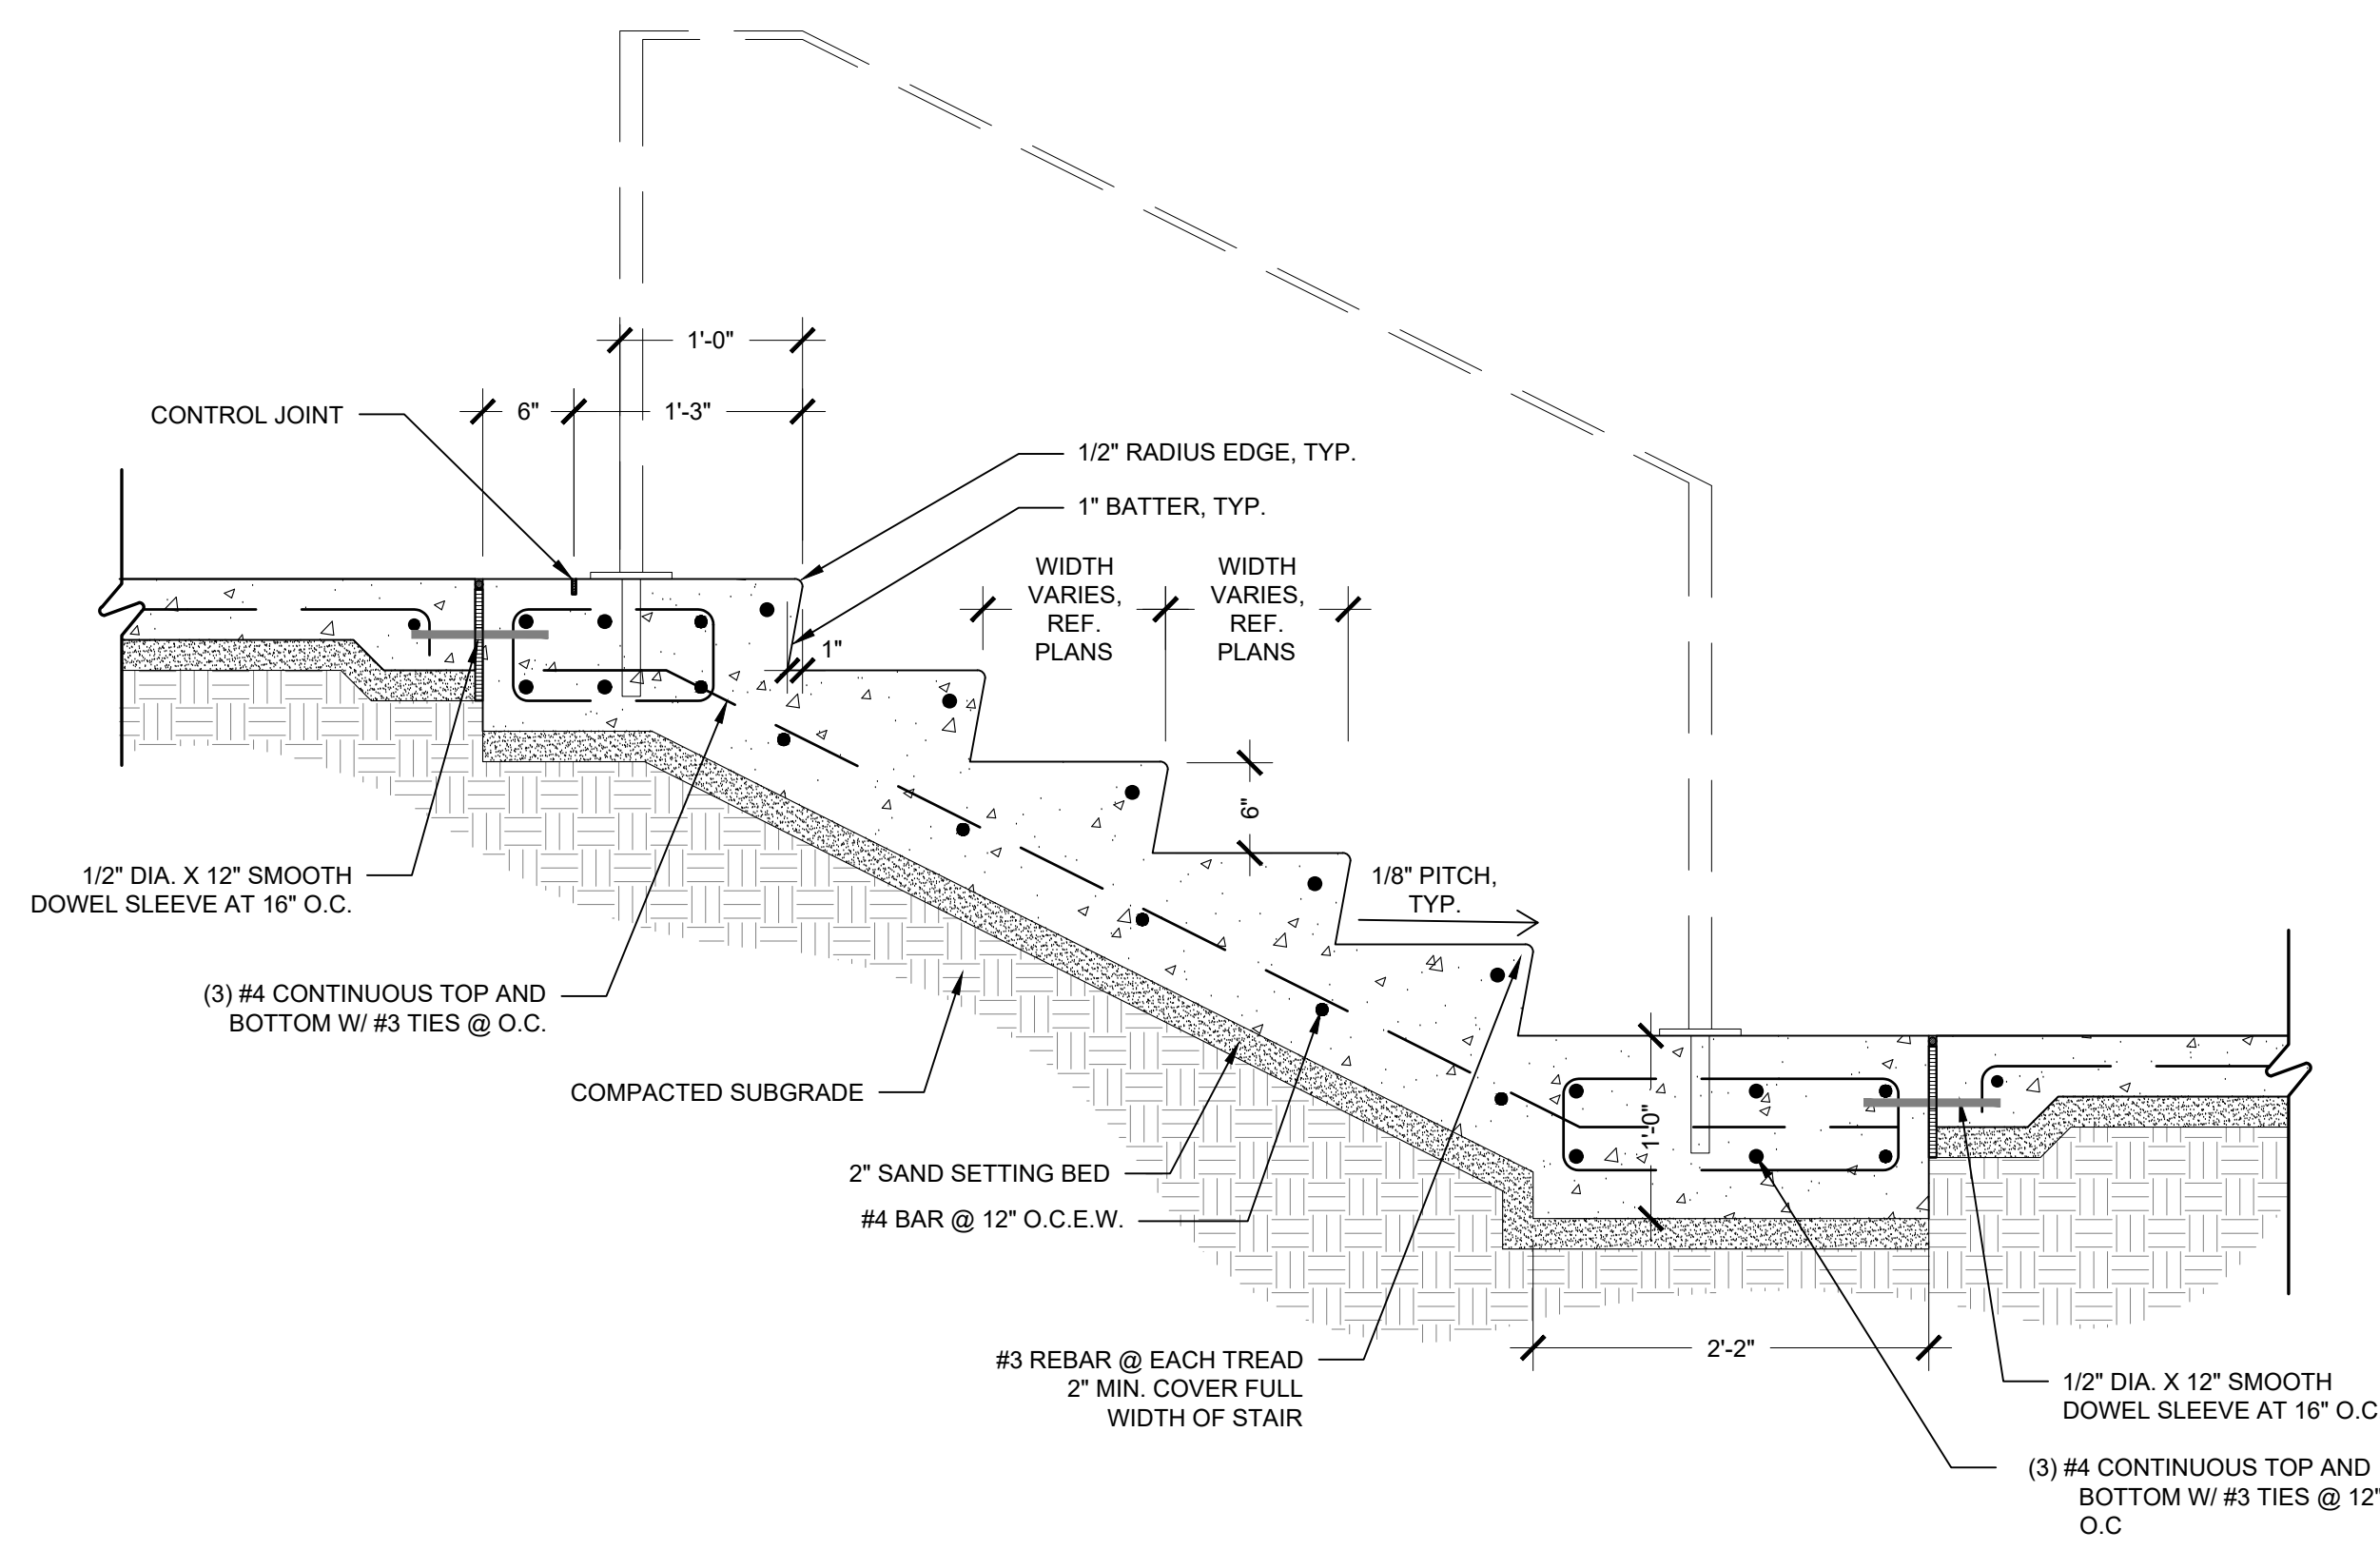 1'-0"
CONTROL JOINT
6"
1'-3"
1/2" RADIUS EDGE, TYP.
1" BATTER, TYP.
WIDTH
VARIES,
REF.
PLANS
WIDTH
VARIES,
REF.
PLANS
1"
6"
1/8" PITCH,
TYP.
1/2" DIA. X 12" SMOOTH
DOWEL SLEEVE AT 16" O.C.
(3) #4 CONTINUOUS TOP AND
BOTTOM W/ #3 TIES @ O.C.
COMPACTED SUBGRADE
1'-0"
2" SAND SETTING BED
#4 BAR @ 12" O.C.E.W.
#3 REBAR @ EACH TREAD
2" MIN. COVER FULL
WIDTH OF STAIR
2'-2"
1/2" DIA. X 12" SMOOTH
DOWEL SLEEVE AT 16" O.C
(3) #4 CONTINUOUS TOP AND
BOTTOM W/ #3 TIES @ 12"
O.C